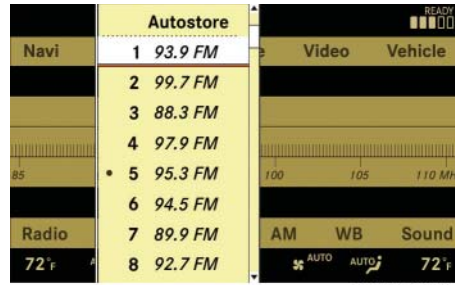 Autostore
READY
Navi
1 93.9 FM
Video Vehicle
2 99.7 FM
3 88.3 FM
4 97.9 FM
85
• 5 95.3 FM
100 105 110
6 94.5 FM
Radio
7 89.9 FM
AM WB Sound
72°F
8 92.7 FM
AUTO AUTO 72°F